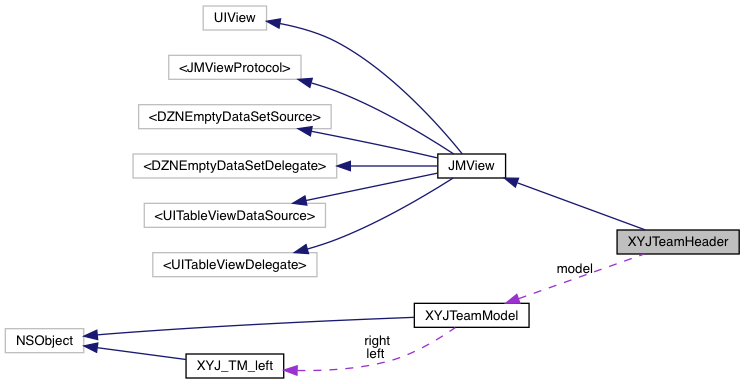 UIView
<JMViewProtocol>
<DZNEmptyDataSetSource>
<DZNEmptyDataSetDelegate>
JMView
<UITableViewDataSource>
XYJTeamHeader
<UITableViewDelegate>
model
XYJTeamModel
NSObject
right
left
XYJ_TM_left